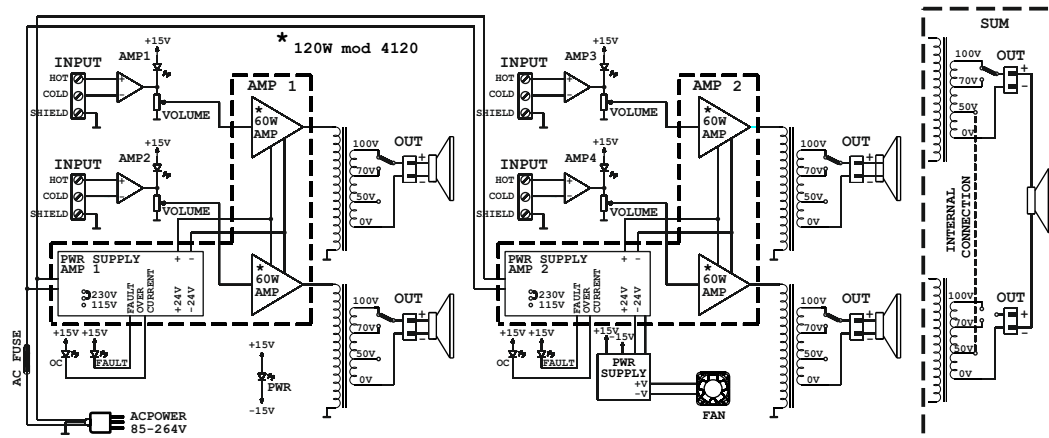 * 120W mod 4120
+15V
AMP1
INPUT
HOT
COLD
SHIELD
+
−
VOLUME
AMP 1
*
60W
AMP
100V
70V
50V
0V
OUT
+
−
+15V
AMP2
INPUT
HOT
COLD
SHIELD
+
−
VOLUME
PWR SUPPLY
AMP 1
+ −
230V
115V
FAULT
OVER
CURRENT
+24V
-24V
*
60W
AMP
100V
70V
50V
0V
OUT
+
−
+15V
+15V
OC
FAULT
+15V
PWR
-15V
AC FUSE
ACPOWER
85-264V
+15V
AMP3
INPUT
HOT
COLD
SHIELD
+
−
VOLUME
AMP 2
*
60W
AMP
100V
70V
50V
0V
OUT
+
−
+15V
AMP4
INPUT
HOT
COLD
SHIELD
+
−
VOLUME
PWR SUPPLY
AMP 2
+ −
230V
115V
FAULT
OVER
CURRENT
+24V
-24V
*
60W
AMP
100V
70V
50V
0V
OUT
+
−
+15V
+15V
OC
FAULT
+15V
-15V
PWR
SUPPLY
+V
-V
FAN
SUM
100V
70V
50V
0V
OUT
+
−
INTERNAL
CONNECTION
100V
70V
50V
0V
OUT
+
−